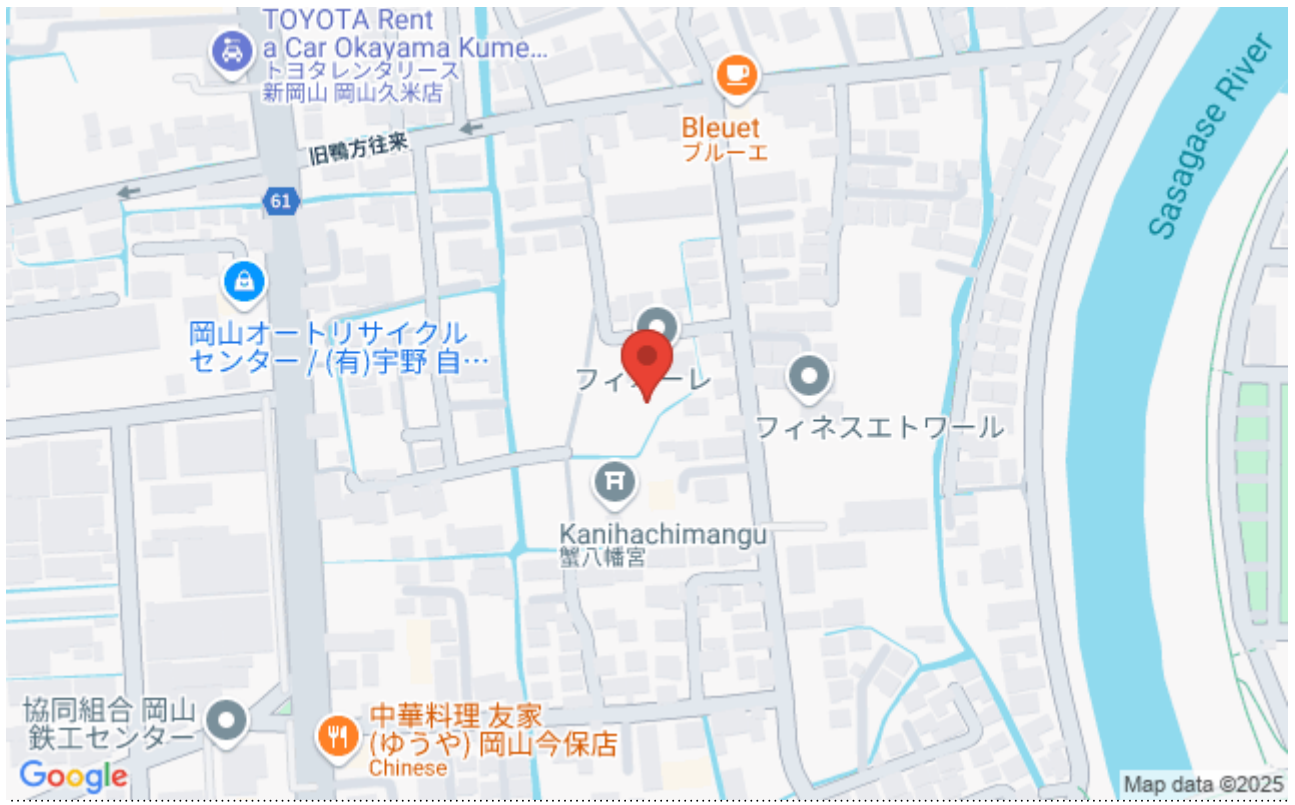 TOYOTA Rent
a Car Okayama Kume...
トヨタレンタリース
新岡山 岡山久米店
Bleuet
ブルーエ
Sasagase River
旧鴨方往来
61
岡山オートリサイクル
センター / (有)宇野 自…
フィ
ーレ
フィネスエトワール
Kanihachimangu
蟹八幡宮
協同組合 岡山
鉄工センター
中華料理 友家
(ゆうや) 岡山今保店
Chinese
Google
Map data ©2025